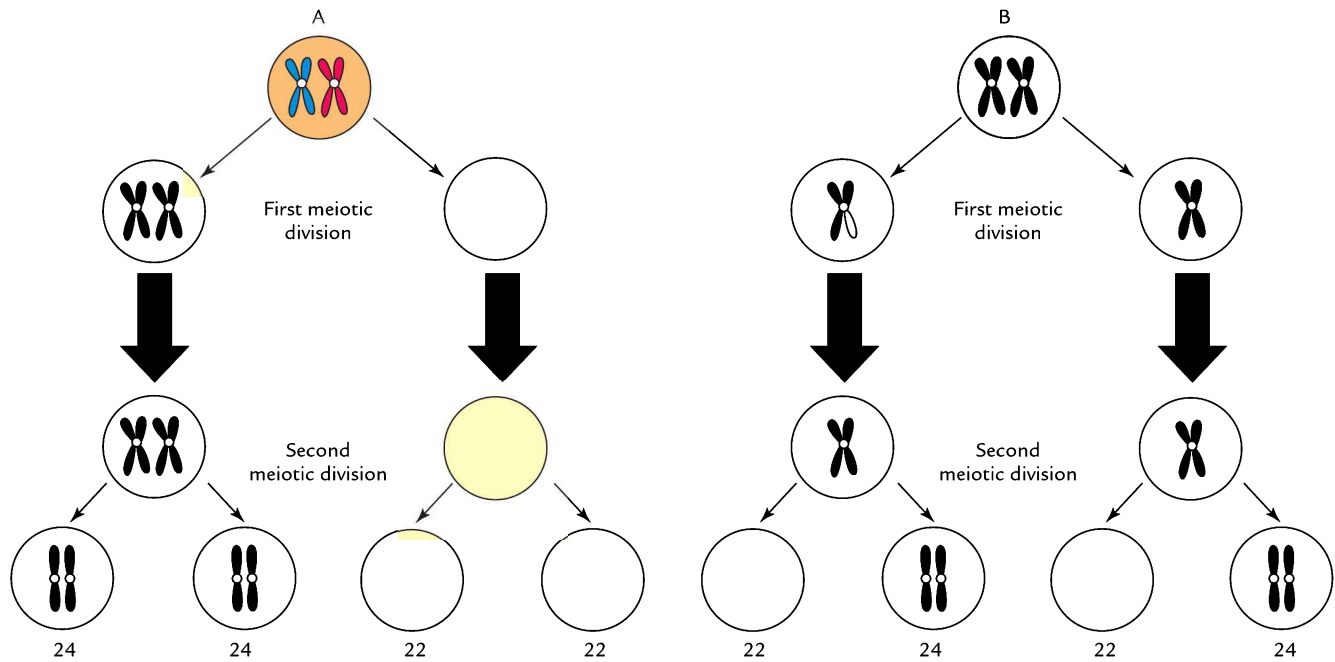 A
B
First meiotic
division
First meiotic
division
Second
meiotic division
Second
meiotic division
24
24
22
22
22
24
22
24